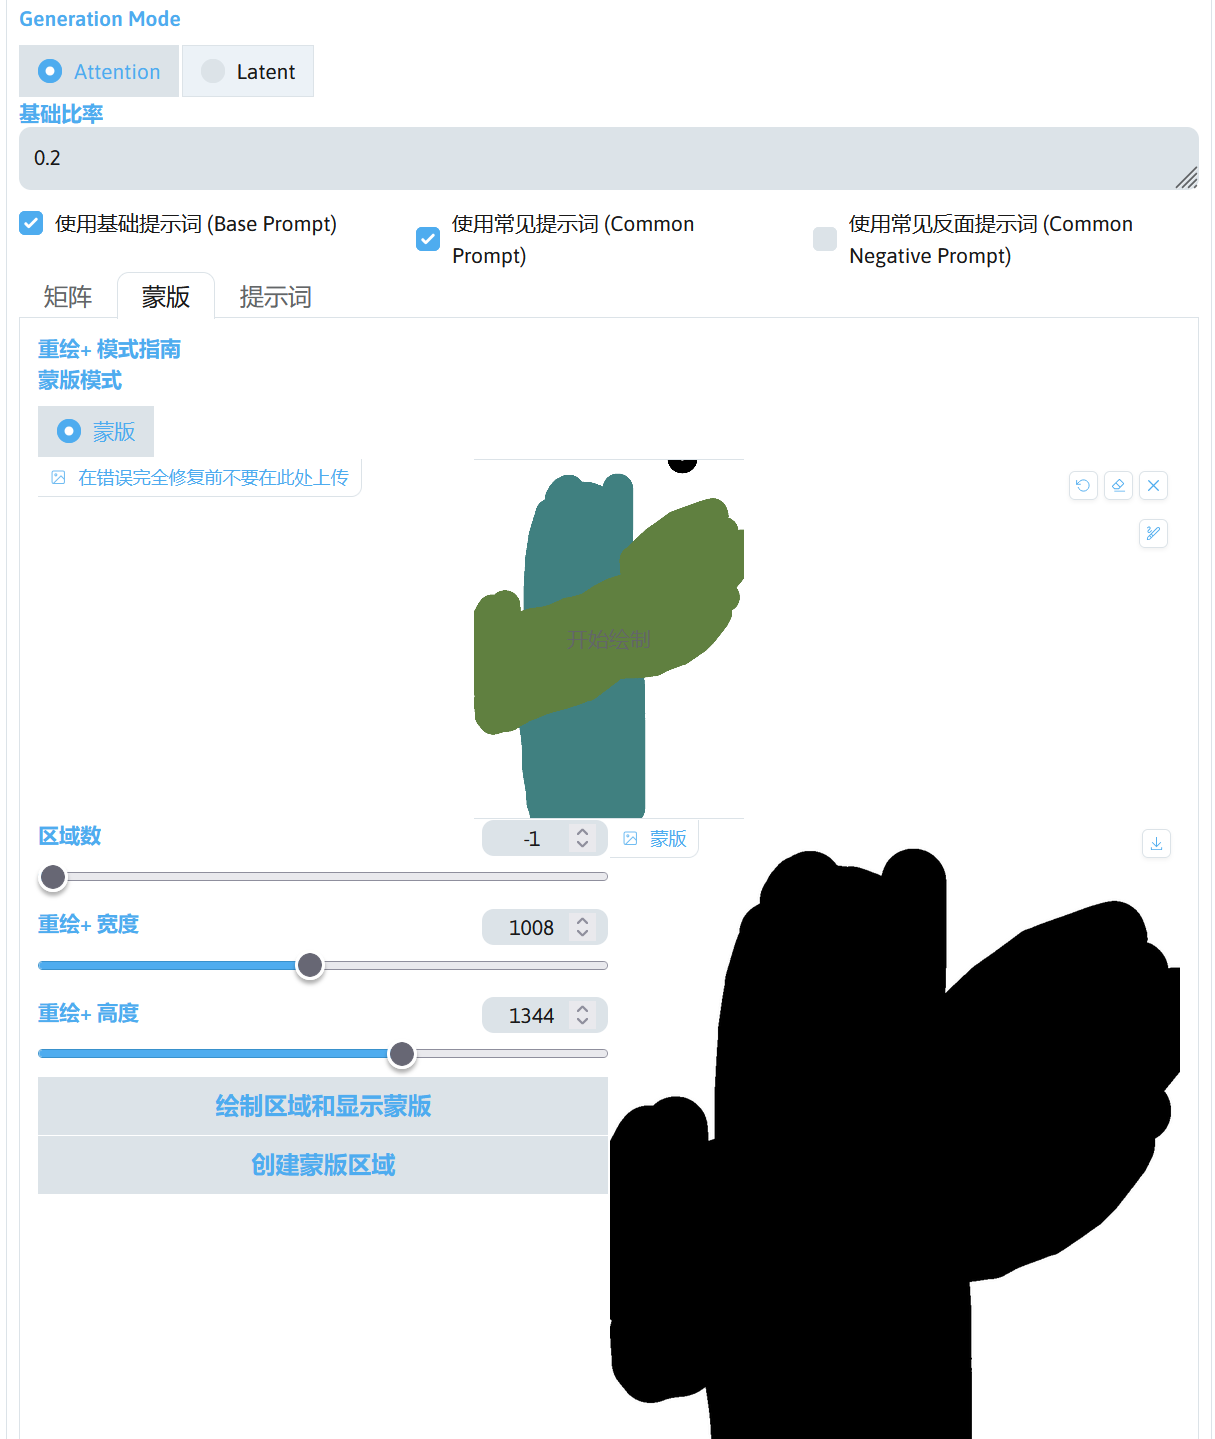 Generation Mode
Attention
Latent
基础比率
0.2
使用基础提示词 (Base Prompt)
使用常见提示词 (Common
Prompt)
使用常见反面提示词 (Common
Negative Prompt)
矩阵
蒙版
提示词
重绘+ 模式指南
蒙版模式
蒙版
在错误完全修复前不要在此处上传
开始绘制
区域数
-1
蒙版
重绘+ 宽度
1008
重绘+ 高度
1344
绘制区域和显示蒙版
创建蒙版区域